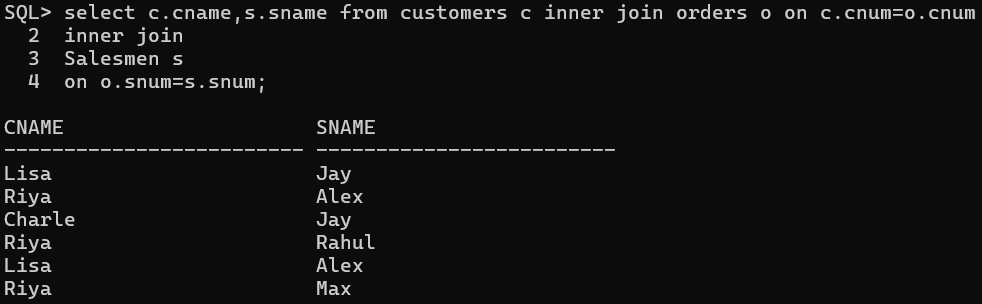 SQL> select c.cname,s.sname from customers c inner join orders o on c.cnum=o.cnum
2 inner join
3 Salesmen s
4 on o.snum=s.snum;
CNAME SNAME
------------------------- -------------------------
Lisa Jay
Riya Alex
Charle Jay
Riya Rahul
Lisa Alex
Riya Max